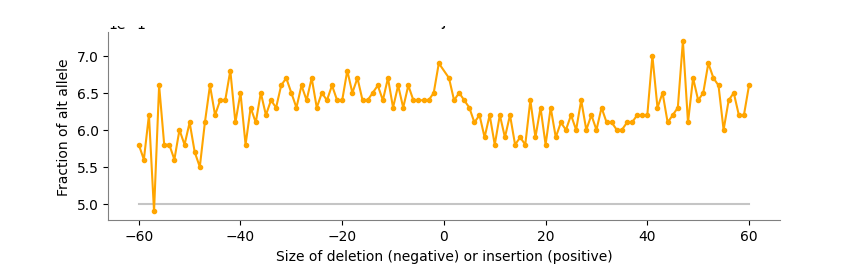 1e−1
7.0
6.5
6.0
5.5
5.0
Fraction of alt allele
−60 −40 −20 0 20 40 60
Size of deletion (negative) or insertion (positive)